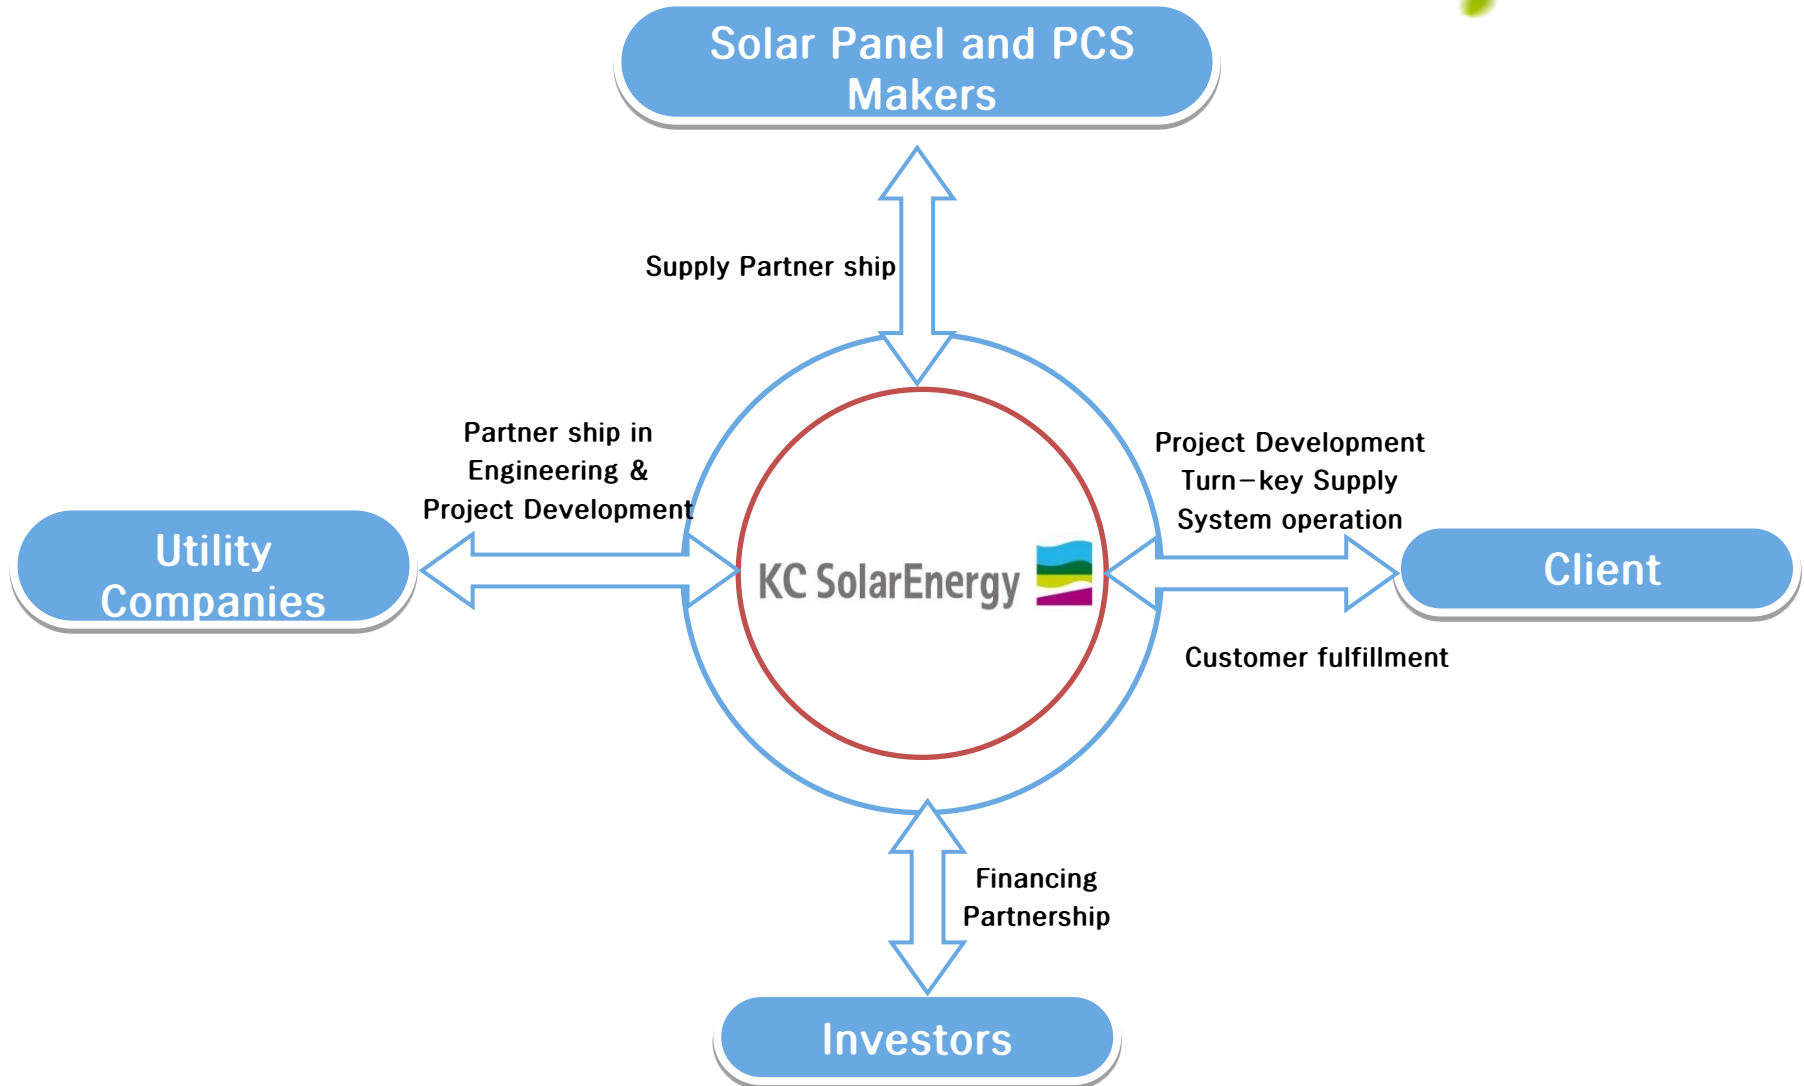 Solar Panel and PCS
Makers
Supply Partner ship
Partner ship in
Engineering &
Project Development
Project Development
Turn-key Supply
System operation
Utility
Companies
KC SolarEnergy
Client
Customer fulfillment
Financing
Partnership
Investors